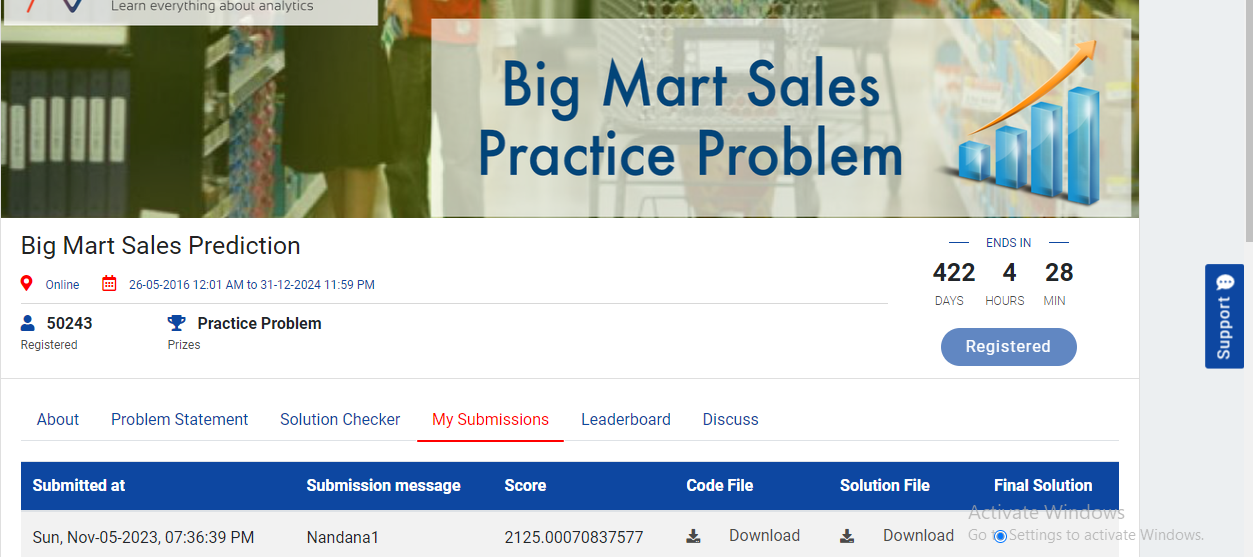 Learn everything about analytics
Big Mart Sales
Practice Problem
Big Mart Sales Prediction
Online 26-05-2016 12:01 AM to 31-12-2024 11:59 PM
50243 Practice Problem
Registered Prizes
ENDS IN
422 4 28
DAYS HOURS MIN
Registered
Support
About Problem Statement Solution Checker My Submissions Leaderboard Discuss
Submitted at Submission message Score Code File Solution File Final Solution
Sun, Nov-05-2023, 07:36:39 PM Nandana1 2125.00070837577 Download Download
Activate Windows
Go to Settings to activate Windows.